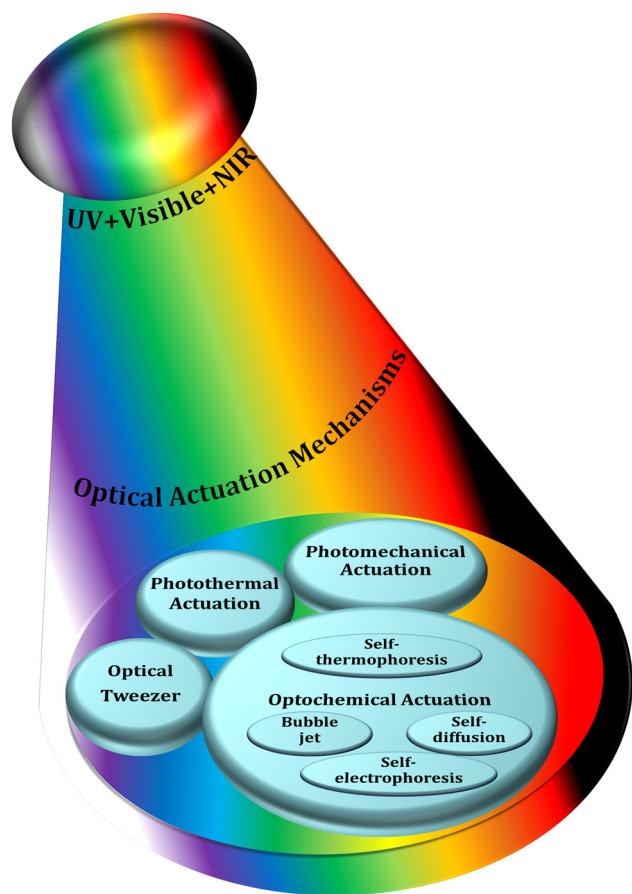 UV+Visible+NIR
Optical Actuation Mechanisms
Photomechanical
Actuation
Photothermal
Actuation
Optical
Tweezer
Self-
thermophoresis
Optochemical Actuation
Bubble
jet
Self-
diffusion
Self-
electrophoresis